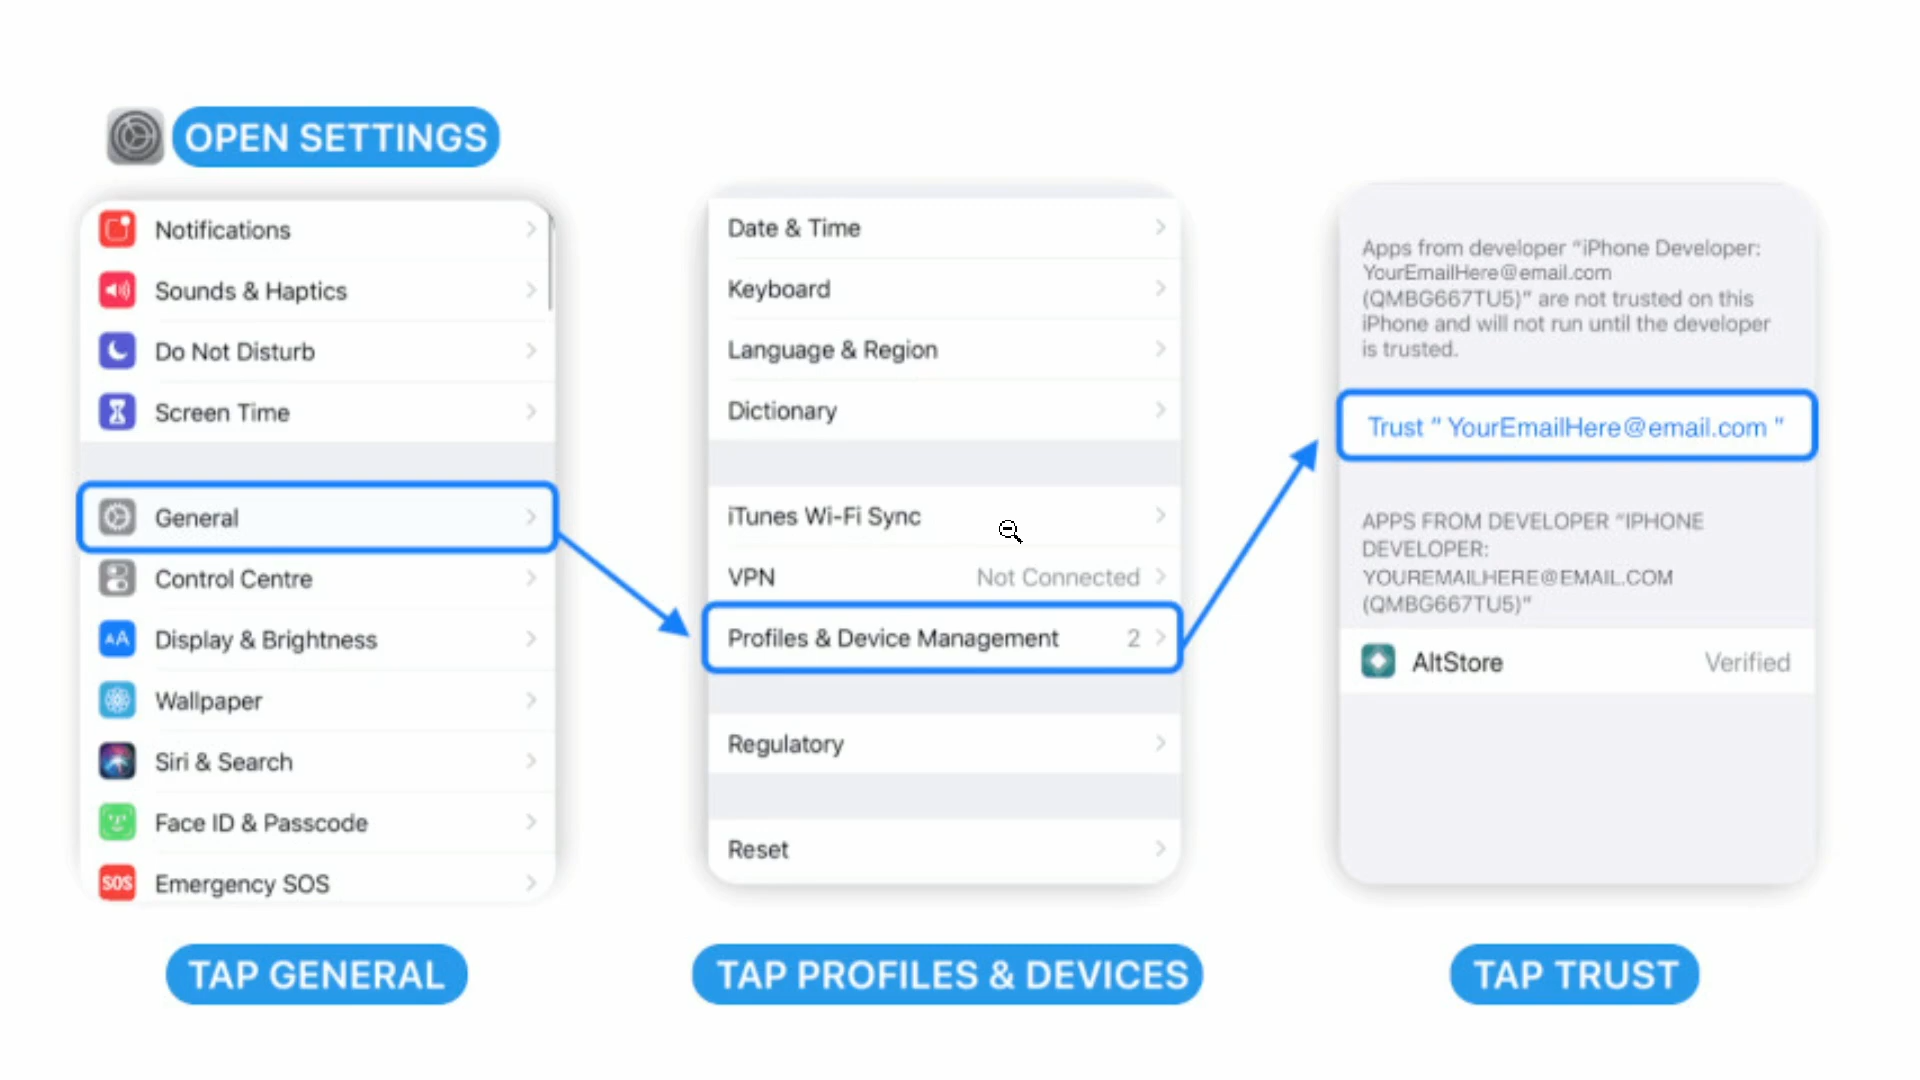 OPEN SETTINGS
Notifications
Sounds & Haptics
Do Not Disturb
Screen Time
General
Control Centre
AA
Display & Brightness
Wallpaper
Siri & Search
Face ID & Passcode
SOS
Emergency SOS
TAP GENERAL
Date & Time
Keyboard
Language & Region
Dictionary
iTunes Wi-Fi Sync
VPN Not Connected
Profiles & Device Management 2
Regulatory
Reset
TAP PROFILES & DEVICES
Apps from developer “iPhone Developer:
YourEmailHere@email.com
(QMBG667TU5)” are not trusted on this
iPhone and will not run until the developer
is trusted.
Trust “ YourEmailHere@email.com ”
APPS FROM DEVELOPER “IPHONE
DEVELOPER:
YOUREMAILHERE@EMAIL.COM
(QMBG667TU5)”
AltStore Verified
TAP TRUST